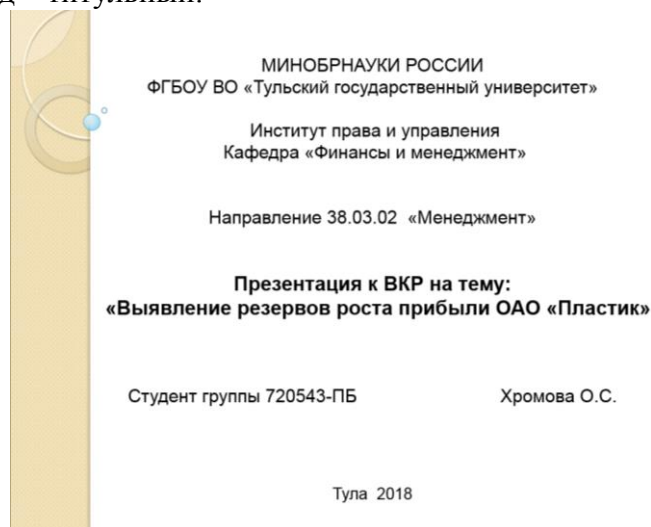 МИНОБРНАУКИ РОССИИ
ФГБОУ ВО «Тульский государственный университет»
Институт права и управления
Кафедра «Финансы и менеджмент»
Направление 38.03.02 «Менеджмент»
Презентация к ВКР на тему:
«Выявление резервов роста прибыли ОАО «Пластик»
Студент группы 720543-ПБ Хромова О.С.
Тула 2018